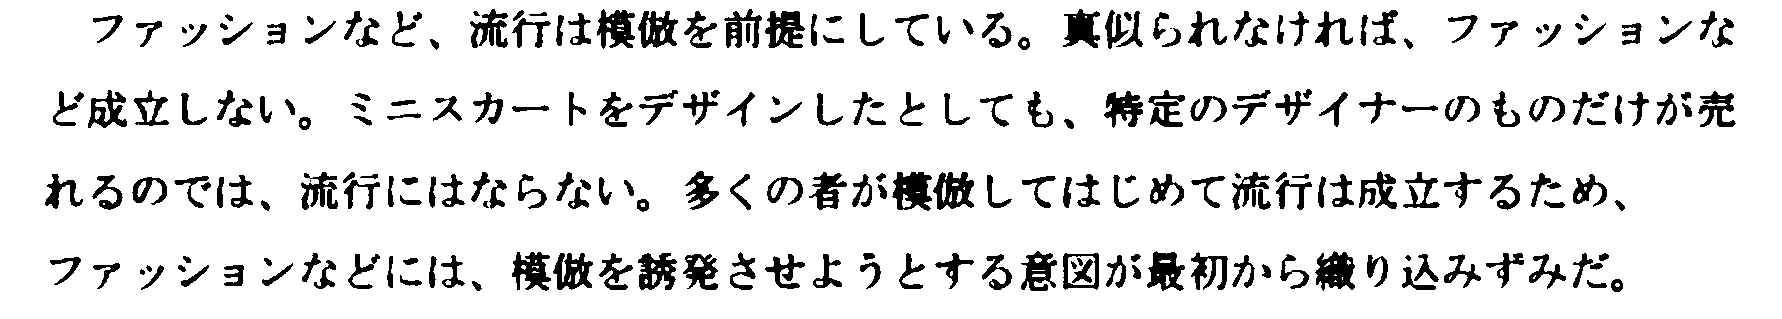 ファッションなど、流行は模倣を前提にしている。真似られなければ、ファッションな
ど成立しない。ミニスカートをデザインしたとしても、特定のデザイナーのものだけが売
れるのでは、流行にはならない。多くの者が模倣してはじめて流行は成立するため、
ファッションなどには、模倣を誘発させようとする意図が最初から織り込みずみだ。